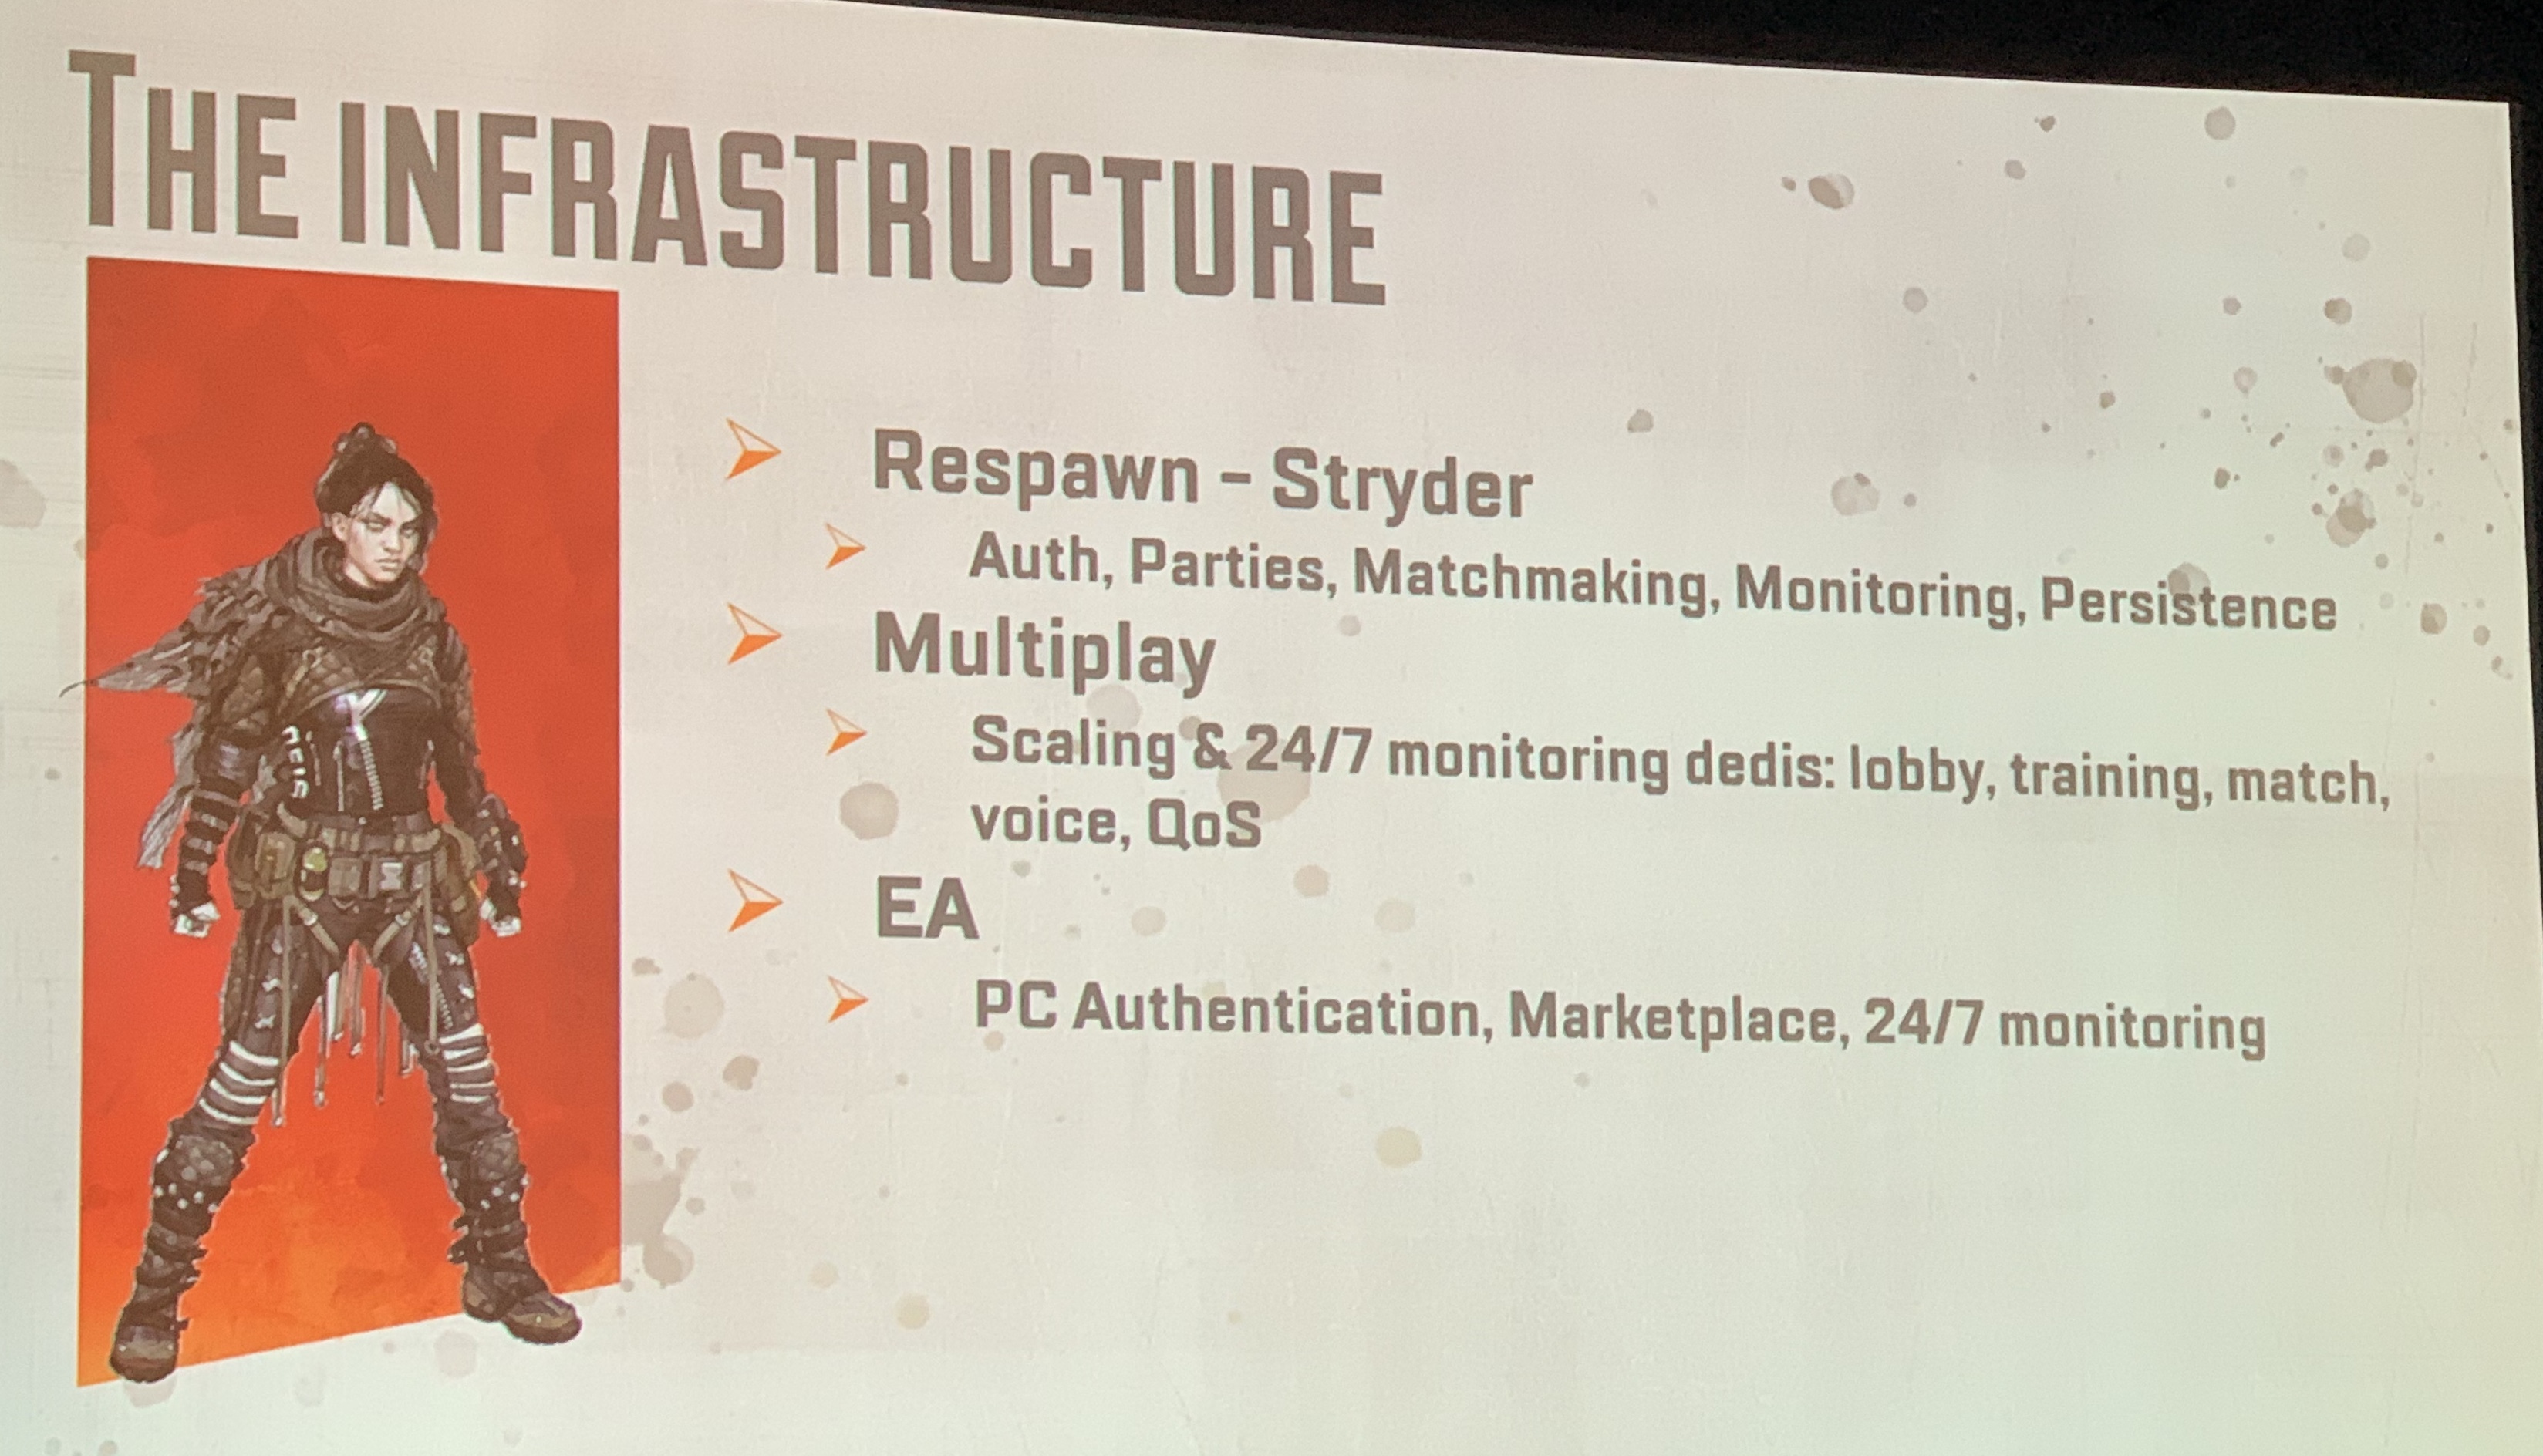 THE INFRASTRUCTURE
Respawn – Stryder
Auth, Parties, Matchmaking, Monitoring, Persistence
Multiplay
Scaling & 24/7 monitoring dedis: lobby, training, match,
voice, QoS
EA
PC Authentication, Marketplace, 24/7 monitoring